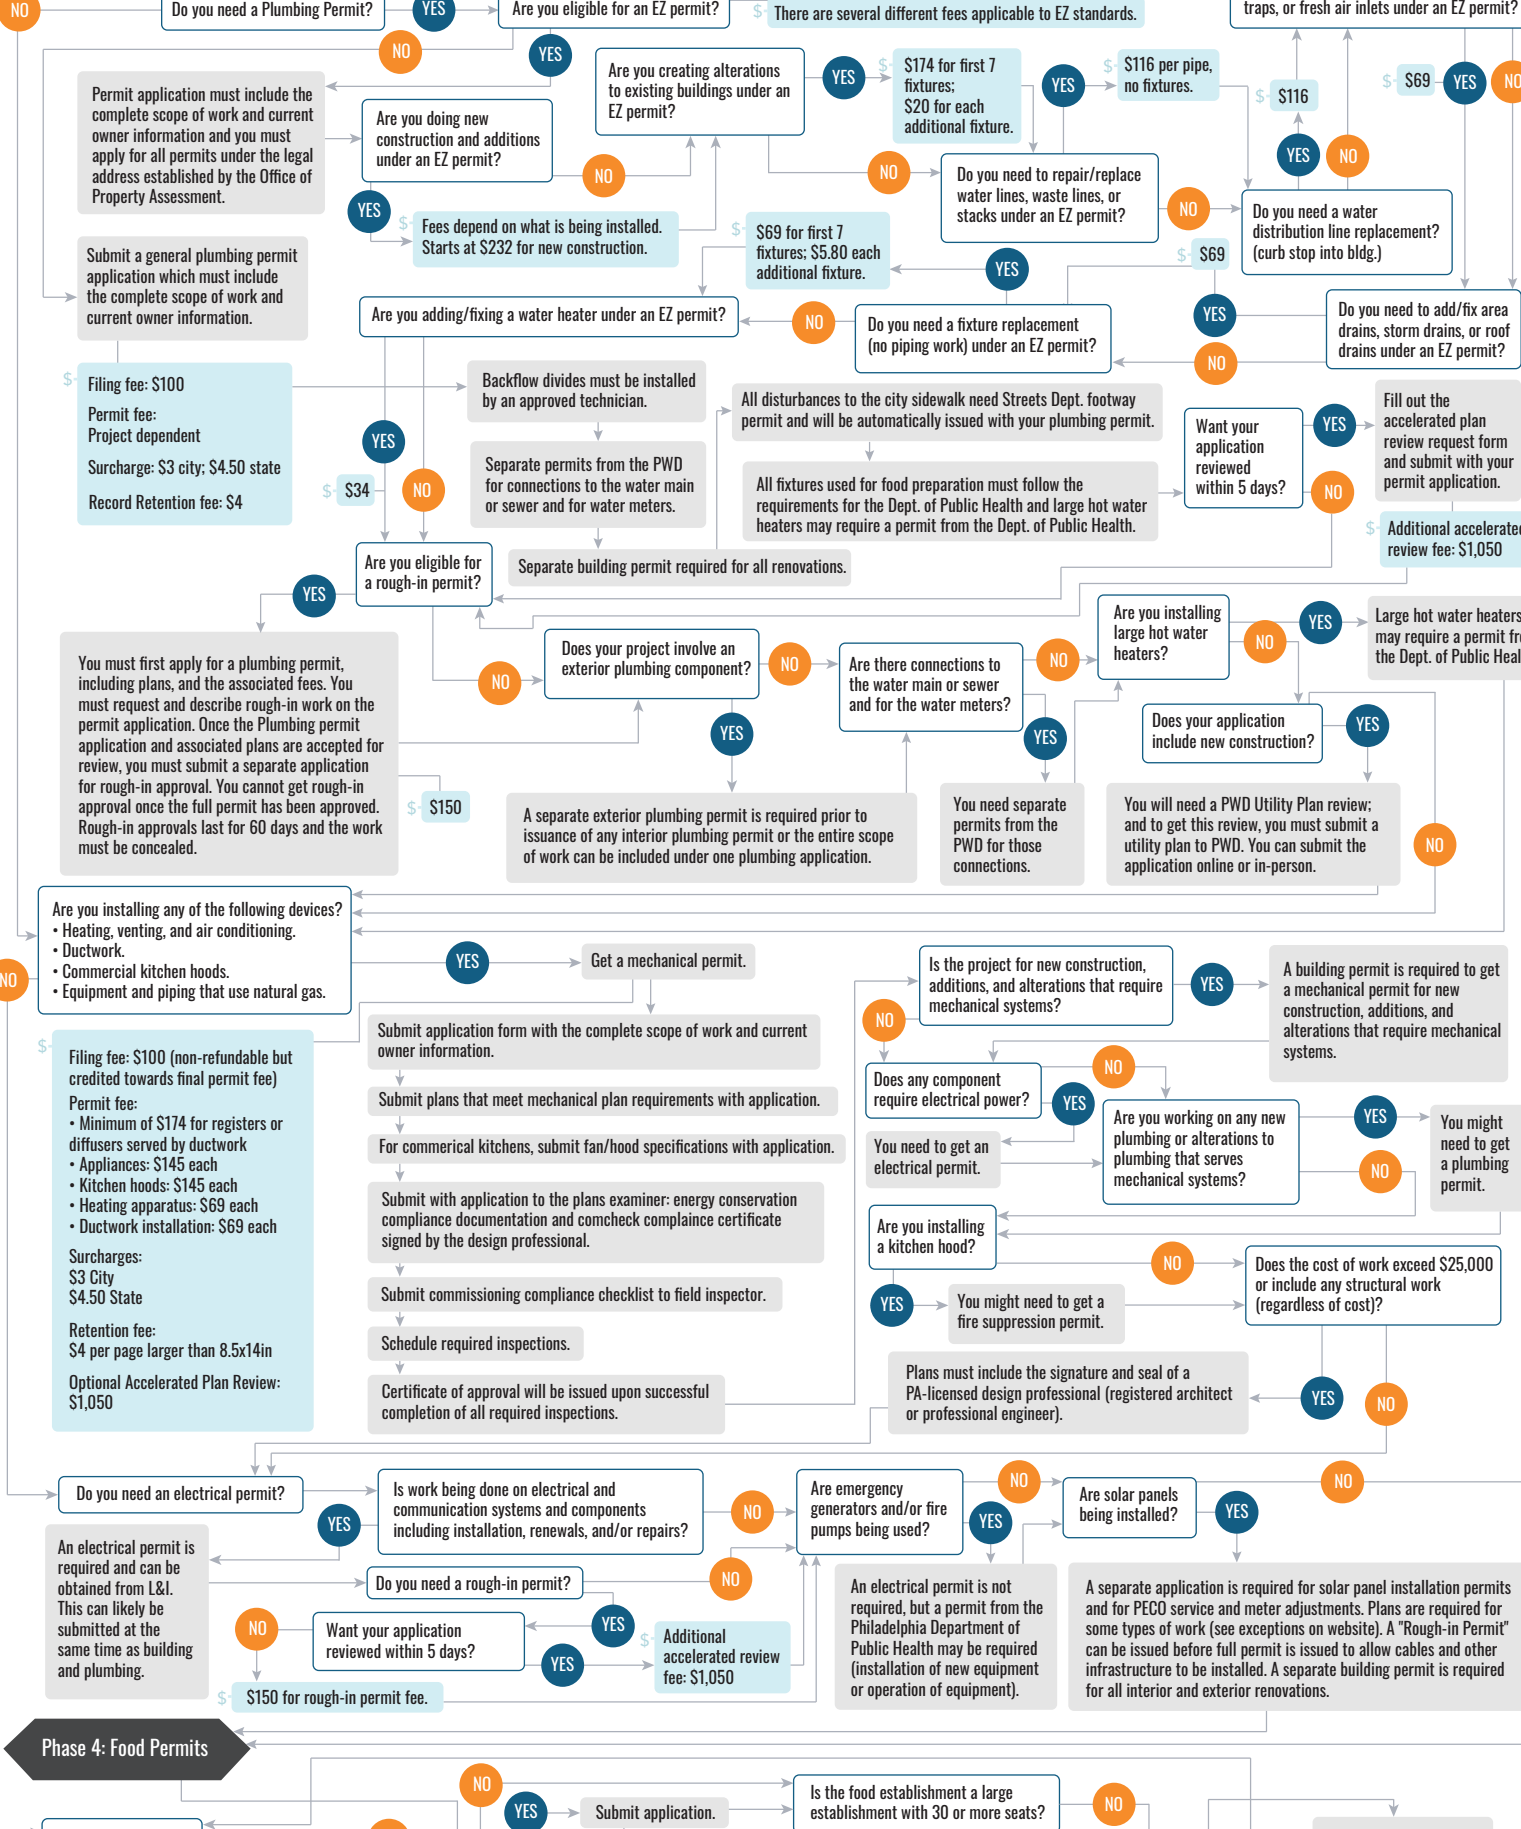 NO
Do you need a Plumbing Permit?
YES
Are you eligible for an EZ permit?
$
There are several different fees applicable to EZ standards.
traps, or fresh air inlets under an EZ permit?
NO
YES
Permit application must include the
complete scope of work and current
owner information and you must
apply for all permits under the legal
address established by the Office of
Property Assessment.
Are you doing new
construction and additions
under an EZ permit?
NO
YES
$
Fees depend on what is being installed.
Starts at $232 for new construction.
Are you creating alterations
to existing buildings under an
EZ permit?
YES
$
$174 for first 7
fixtures;
$20 for each
additional fixture.
NO
YES
$
$116 per pipe,
no fixtures.
Do you need to repair/replace
water lines, waste lines, or
stacks under an EZ permit?
NO
$
$116
YES
NO
$
$69
YES
NO
Do you need a water
distribution line replacement?
(curb stop into bldg.)
Submit a general plumbing permit
application which must include
the complete scope of work and
current owner information.
$
$69 for first 7
fixtures; $5.80 each
additional fixture.
YES
$
$69
YES
Do you need to add/fix area
drains, storm drains, or roof
drains under an EZ permit?
NO
Do you need a fixture replacement
(no piping work) under an EZ permit?
NO
Are you adding/fixing a water heater under an EZ permit?
$
Filing fee: $100
Permit fee:
Project dependent
Surcharge: $3 city; $4.50 state
Record Retention fee: $4
YES
$
$34
NO
Backflow divides must be installed
by an approved technician.
Separate permits from the PWD
for connections to the water main
or sewer and for water meters.
Separate building permit required for all renovations.
All disturbances to the city sidewalk need Streets Dept. footway
permit and will be automatically issued with your plumbing permit.
All fixtures used for food preparation must follow the
requirements for the Dept. of Public Health and large hot water
heaters may require a permit from the Dept. of Public Health.
Want your
application
reviewed
within 5 days?
YES
NO
Fill out the
accelerated plan
review request form
and submit with your
permit application.
$
Additional accelerated
review fee: $1,050
Are you eligible for
a rough-in permit?
YES
NO
You must first apply for a plumbing permit,
including plans, and the associated fees. You
must request and describe rough-in work on the
permit application. Once the Plumbing permit
application and associated plans are accepted for
review, you must submit a separate application
for rough-in approval. You cannot get rough-in
approval once the full permit has been approved.
Rough-in approvals last for 60 days and the work
must be concealed.
$
$150
Does your project involve an
exterior plumbing component?
NO
YES
A separate exterior plumbing permit is required prior to
issuance of any interior plumbing permit or the entire scope
of work can be included under one plumbing application.
Are there connections to
the water main or sewer
and for the water meters?
NO
YES
You need separate
permits from the
PWD for those
connections.
Are you installing
large hot water
heaters?
YES
NO
Large hot water heaters
may require a permit
the Dept. of Public
Does your application
include new construction?
YES
You will need a PWD Utility Plan review;
and to get this review, you must submit a
utility plan to PWD. You can submit the
application online or in-person.
NO
Are you installing any of the following devices?
• Heating, venting, and air conditioning.
• Ductwork.
• Commercial kitchen hoods.
• Equipment and piping that use natural gas.
NO
YES
Get a mechanical permit.
$
Filing fee: $100 (non-refundable but
credited towards final permit fee)
Permit fee:
• Minimum of $174 for registers or
diffusers served by ductwork
• Appliances: $145 each
• Kitchen hoods: $145 each
• Heating apparatus: $69 each
• Ductwork installation: $69 each
Surcharges:
$3 City
$4.50 State
Retention fee:
$4 per page larger than 8.5x14in
Optional Accelerated Plan Review:
$1,050
Submit application form with the complete scope of work and current
owner information.
Submit plans that meet mechanical plan requirements with application.
For commerical kitchens, submit fan/hood specifications with application.
Submit with application to the plans examiner: energy conservation
compliance documentation and comcheck complaince certificate
signed by the design professional.
Submit commissioning compliance checklist to field inspector.
Schedule required inspections.
Certificate of approval will be issued upon successful
completion of all required inspections.
Is the project for new construction,
additions, and alterations that require
mechanical systems?
YES
NO
A building permit is required to get
a mechanical permit for new
construction, additions, and
alterations that require mechanical
systems.
Does any component
require electrical power?
NO
YES
You need to get an
electrical permit.
Are you working on any new
plumbing or alterations to
plumbing that serves
mechanical systems?
YES
NO
You might
need to get
a plumbing
permit.
Are you installing
a kitchen hood?
NO
YES
You might need to get a
fire suppression permit.
Does the cost of work exceed $25,000
or include any structural work
(regardless of cost)?
YES
NO
Plans must include the signature and seal of a
PA-licensed design professional (registered architect
or professional engineer).
Do you need an electrical permit?
Is work being done on electrical and
communication systems and components
including installation, renewals, and/or repairs?
YES
NO
An electrical permit is
required and can be
obtained from L&I.
This can likely be
submitted at the
same time as building
and plumbing.
Do you need a rough-in permit?
NO
YES
Want your application
reviewed within 5 days?
NO
YES
$
Additional
accelerated review
fee: $1,050
$
$150 for rough-in permit fee.
Are emergency
generators and/or fire
pumps being used?
NO
YES
An electrical permit is not
required, but a permit from the
Philadelphia Department of
Public Health may be required
(installation of new equipment
or operation of equipment).
Are solar panels
being installed?
NO
YES
A separate application is required for solar panel installation permits
and for PECO service and meter adjustments. Plans are required for
some types of work (see exceptions on website). A "Rough-in Permit"
can be issued before full permit is issued to allow cables and other
infrastructure to be installed. A separate building permit is required
for all interior and exterior renovations.
Phase 4: Food Permits
NO
YES
Submit application.
Is the food establishment a large
establishment with 30 or more seats?
NO